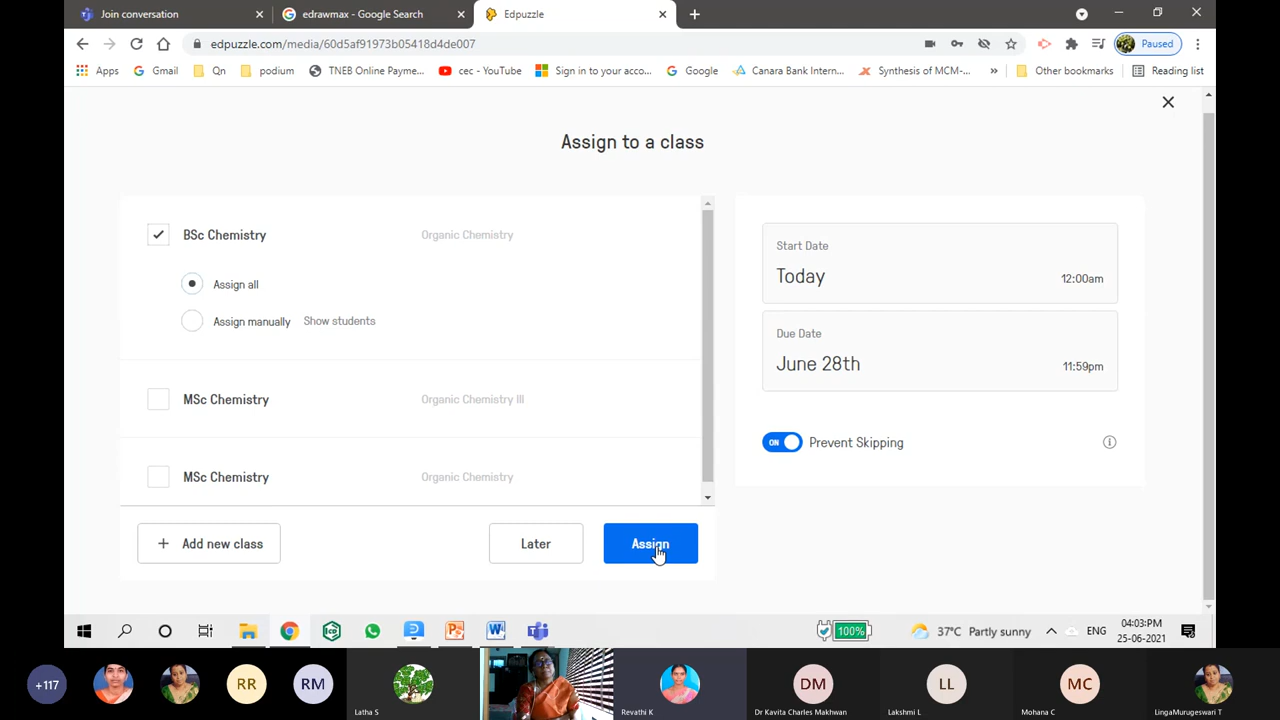 Join conversation
edrawmax - Google Search
Edpuzzle
edpuzzle.com/media/60d5af91973b05418d4de007
Paused
Apps
Gmail
Qn
podium
TNEB Online Payme...
cec - YouTube
Sign in to your acco...
Google
Canara Bank Intern...
Synthesis of MCM-...
»
Other bookmarks
Reading list
Assign to a class
BSc Chemistry
Organic Chemistry
Assign all
Assign manually
Show students
MSc Chemistry
Organic Chemistry III
MSc Chemistry
Organic Chemistry
+ Add new class
Later
Assign
Start Date
Today
12:00am
Due Date
June 28th
11:59pm
ON
Prevent Skipping
100%
37°C Partly sunny
ENG
04:03:PM
25-06-2021
+117
RR
RM
Latha S
Revathi K
DM
Dr Kavita Charles Makhwan
LL
Lakshmi L
MC
Mohana C
LingaMurugeswari T